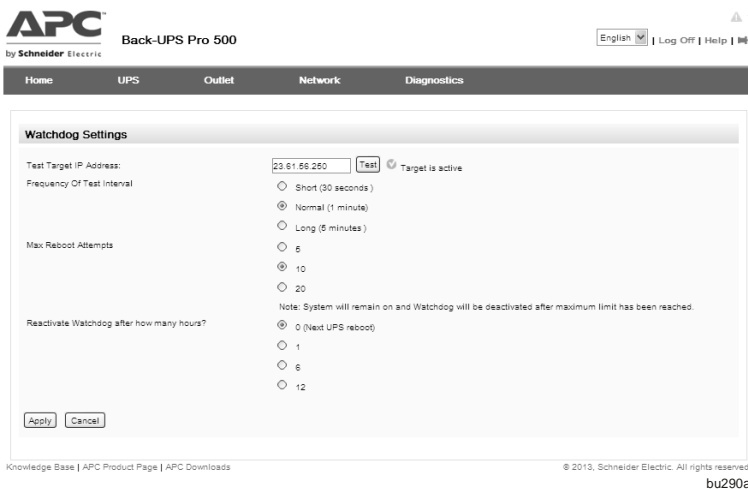 APC
by Schneider Electric
Back-UPS Pro 500
English | Log Off | Help |
Home UPS Outlet Network Diagnostics
Watchdog Settings
Test Target IP Address: 23.61.56.250 Test Target is active
Frequency Of Test Interval Short (30 seconds )
Normal (1 minute)
Long (5 minutes )
Max Reboot Attempts 5
10
20
Note: System will remain on and Watchdog will be deactivated after maximum limit has been reached.
Reactivate Watchdog after how many hours? 0 (Next UPS reboot)
1
6
12
Apply Cancel
Knowledge Base | APC Product Page | APC Downloads © 2013, Schneider Electric. All rights reserved
bu290a